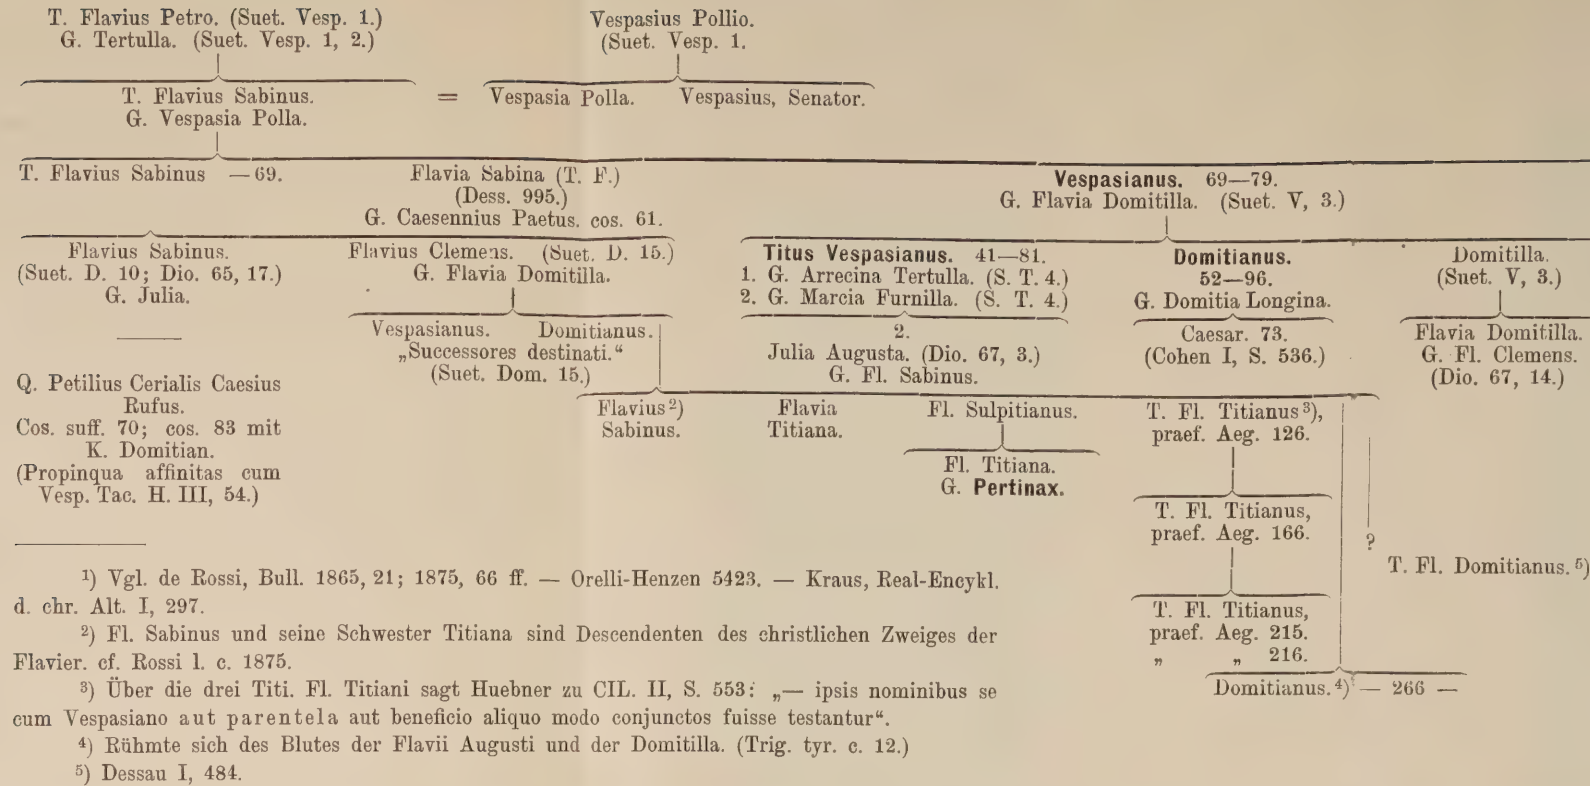 T. Flavius Petro. (Suet. Vesp. 1.)
G. Tertulla. (Suet. Vesp. 1, 2.)
Vespasius Pollio.
(Suet. Vesp. 1.
T. Flavius Sabinus.
G. Vespasia Polla.
=
Vespasia Polla. Vespasius, Senator.
T. Flavius Sabinus — 69.
Flavia Sabina (T. F.)
(Dess. 995.)
G. Caesennius Paetus. cos. 61.
Vespasianus. 69—79.
G. Flavia Domitilla. (Suet. V, 3.)
Flavius Sabinus.
(Suet. D. 10; Dio. 65, 17.)
G. Julia.
Flavius Clemens. (Suet. D. 15.)
G. Flavia Domitilla.
Titus Vespasianus. 41—81.
1. G. Arrecina Tertulla. (S. T. 4.)
2. G. Marcia Furnilla. (S. T. 4.)
Domitianus.
52—96.
G. Domitia Longina.
Domitilla.
(Suet. V, 3.)
Vespasianus. Domitianus.
„Successores destinati.“
(Suet. Dom. 15.)
2.
Julia Augusta. (Dio. 67, 3.)
G. Fl. Sabinus.
Caesar. 73.
(Cohen I, S. 536.)
Flavia Domitilla.
G. Fl. Clemens.
(Dio. 67, 14.)
Q. Petilius Cerialis Caesius
Rufus.
Cos. suff. 70; cos. 83 mit
K. Domitian.
(Propinqua affinitas cum
Vesp. Tac. H. III, 54.)
Flavius ²)
Sabinus.
Flavia
Titiana.
Fl. Sulpitianus.
T. Fl. Titianus ³),
praef. Aeg. 126.
Fl. Titiana.
G. Pertinax.
T. Fl. Titianus,
praef. Aeg. 166.
?
T. Fl. Domitianus. ⁵)
T. Fl. Titianus,
praef. Aeg. 215.
„ „ 216.
Domitianus. ⁴) — 266 —
¹) Vgl. de Rossi, Bull. 1865, 21; 1875, 66 ff. — Orelli-Henzen 5423. — Kraus, Real-Encykl.
d. chr. Alt. I, 297.
²) Fl. Sabinus und seine Schwester Titiana sind Descendenten des christlichen Zweiges der
Flavier. cf. Rossi l. c. 1875.
³) Über die drei Titi. Fl. Titiani sagt Huebner zu CIL. II, S. 553: „— ipsis nominibus se
cum Vespasiano aut parentela aut beneficio aliquo modo conjunctos fuisse testantur“.
⁴) Rühmte sich des Blutes der Flavii Augusti und der Domitilla. (Trig. tyr. c. 12.)
⁵) Dessau I, 484.